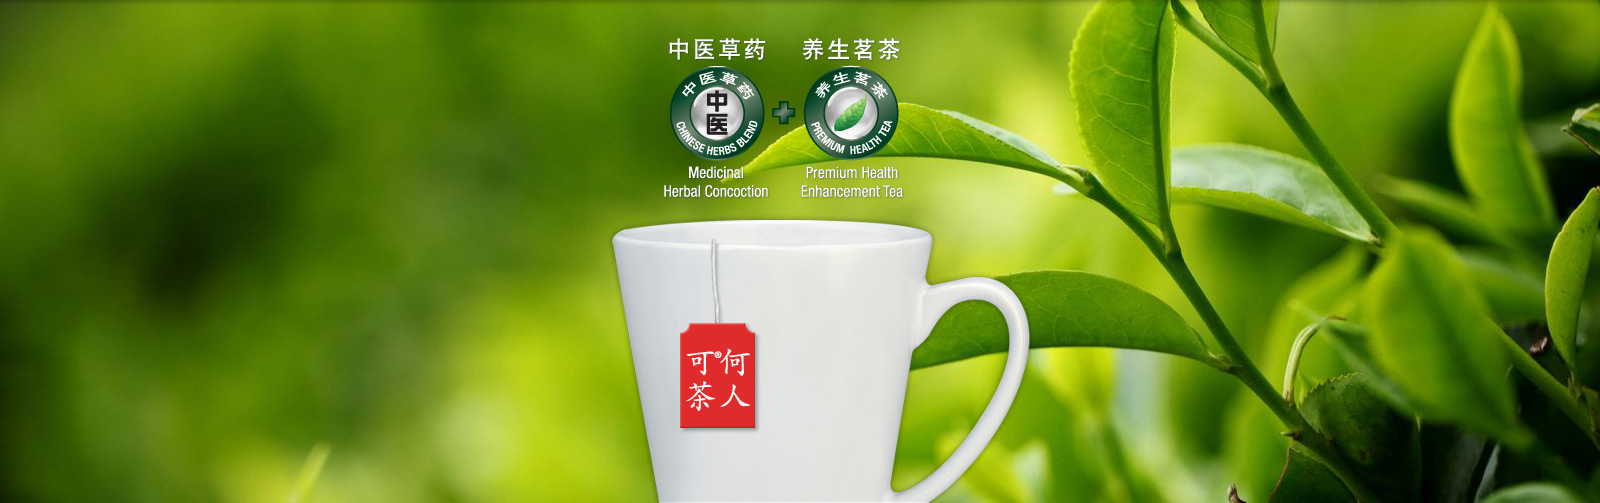 中医草药
中医草药
中医
CHINESE HERBS BLEND
Medicinal
Herbal Concoction
养生茗茶
养生茗茶
PREMIUM HEALTH TEA
Premium Health
Enhancement Tea
可®何
茶人